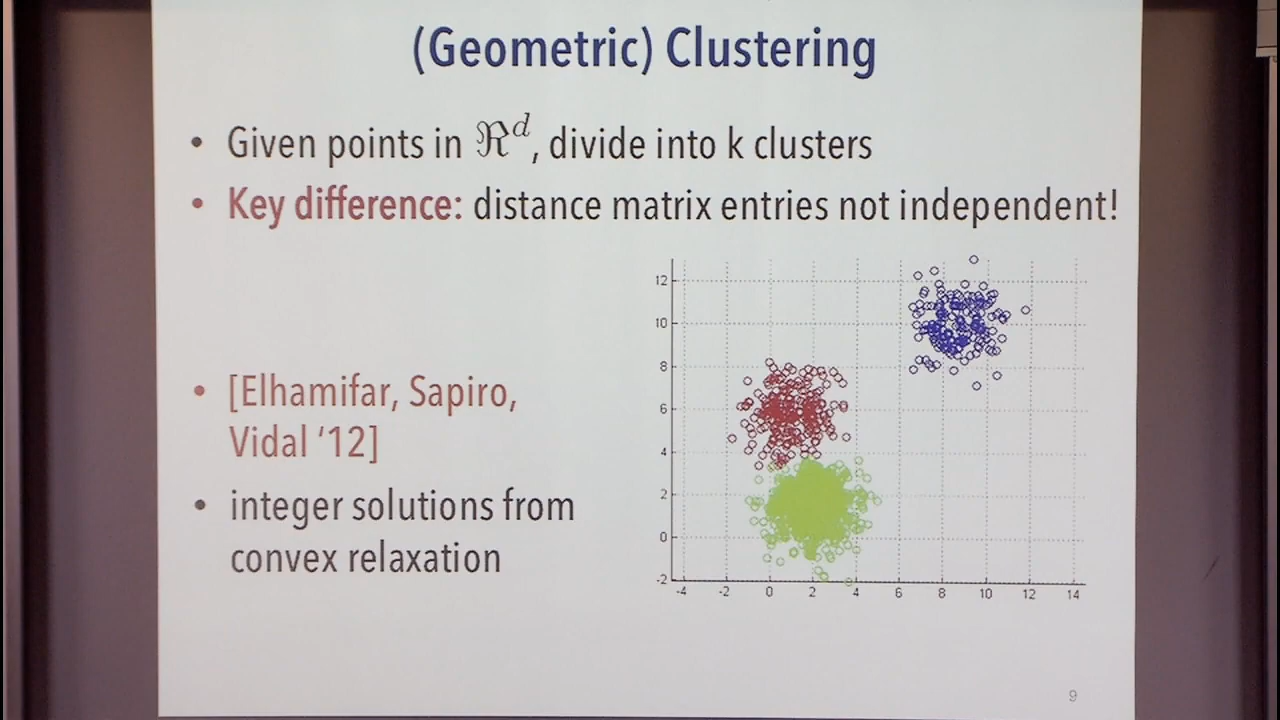 (Geometric) Clustering
• Given points in ℜ^d, divide into k clusters
• Key difference: distance matrix entries not independent!
• [Elhamifar, Sapiro,
Vidal ‘12]
• integer solutions from
convex relaxation
12
10
8
6
4
2
0
-2
-4 -2 0 2 4 6 8 10 12 14
9